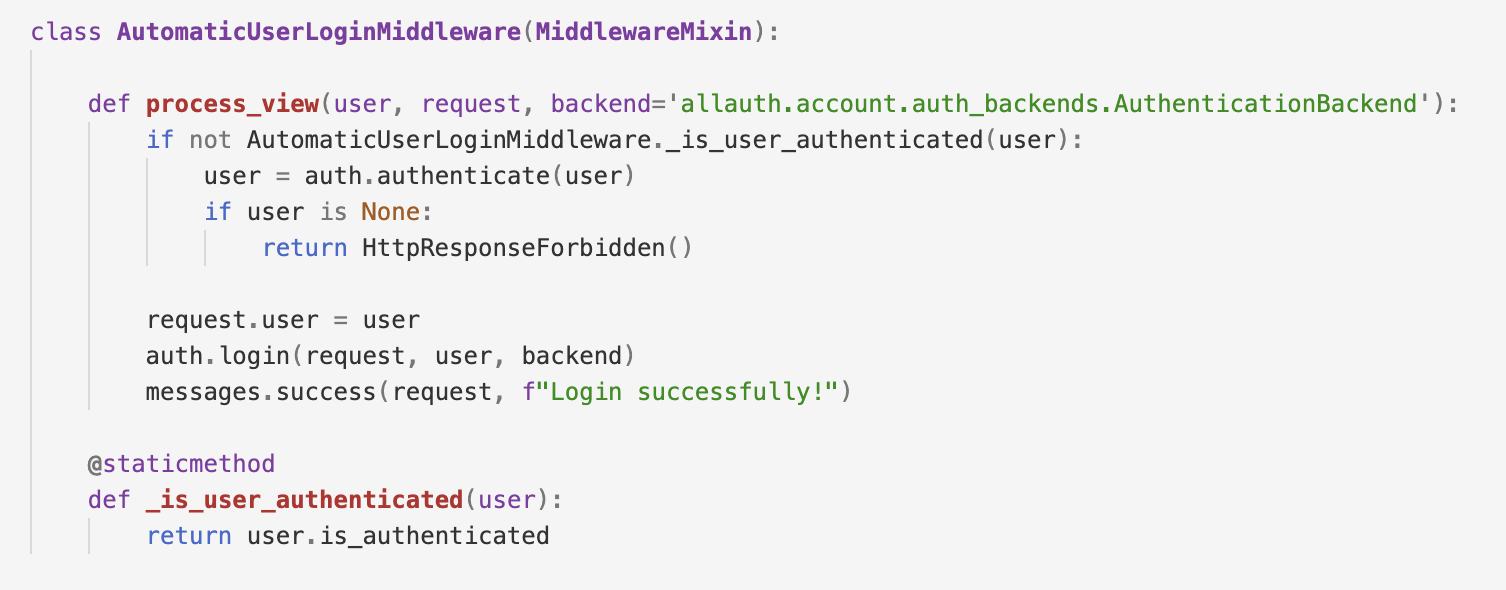 class AutomaticUserLoginMiddleware(MiddlewareMixin):
def process_view(user, request, backend='allauth.account.auth_backends.AuthenticationBackend'):
if not AutomaticUserLoginMiddleware._is_user_authenticated(user):
user = auth.authenticate(user)
if user is None:
return HttpResponseForbidden()
request.user = user
auth.login(request, user, backend)
messages.success(request, f"Login successfully!")
@staticmethod
def _is_user_authenticated(user):
return user.is_authenticated